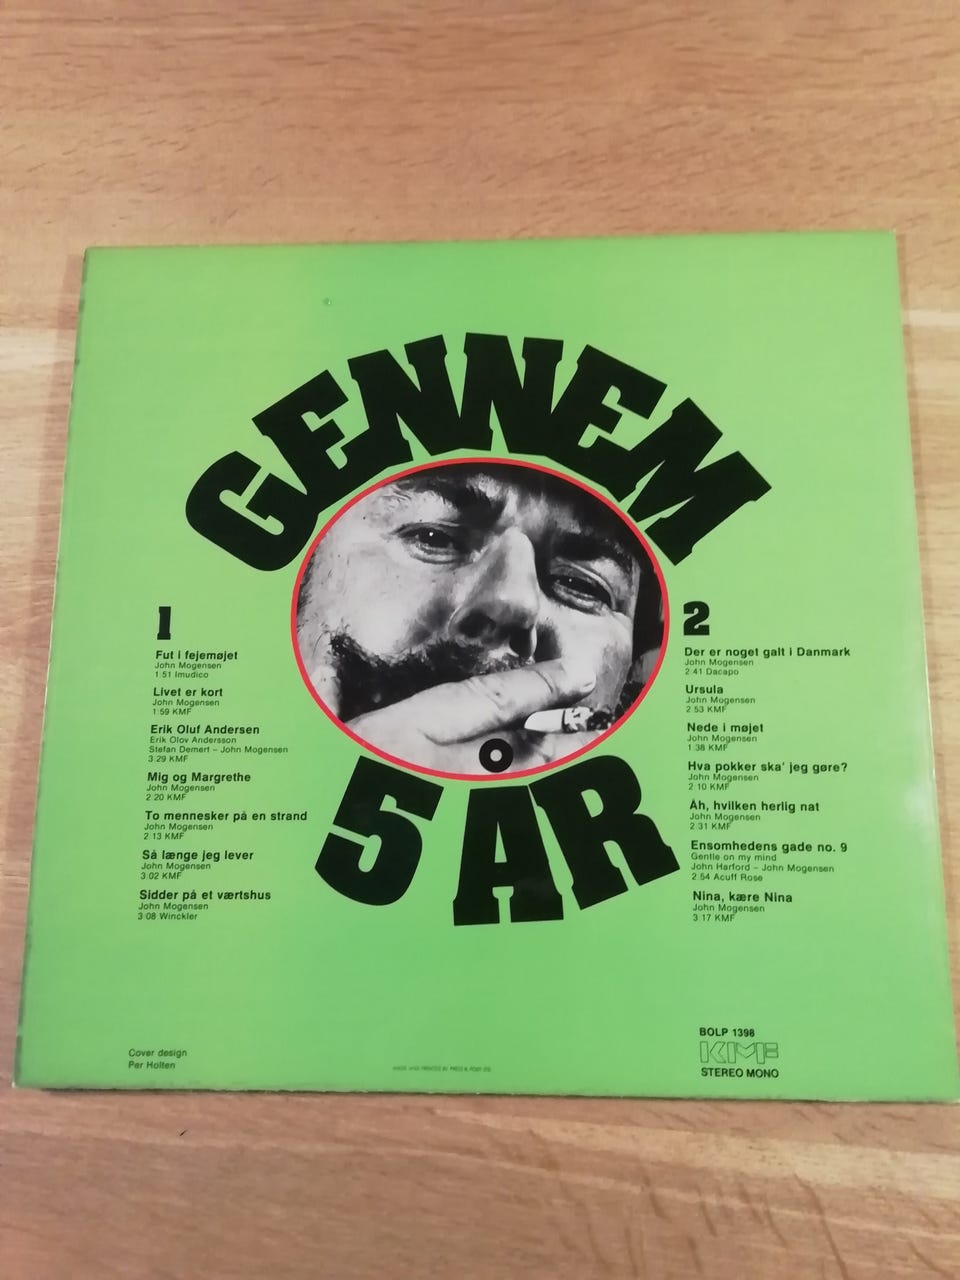 GENNEM
5 ÅR
1
Fut i fejemøjet
John Mogensen
1:51 Imudico
Livet er kort
John Mogensen
1:59 KMF
Erik Oluf Andersen
Erik Olov Andersson
Stefan Demert – John Mogensen
3:29 KMF
Mig og Margrethe
John Mogensen
2:20 KMF
To mennesker på en strand
John Mogensen
2:13 KMF
Så længe jeg lever
John Mogensen
3:02 KMF
Sidder på et værtshus
John Mogensen
3:08 Winckler
2
Der er noget galt i Danmark
John Mogensen
2:41 Dacapo
Ursula
John Mogensen
2:53 KMF
Nede i møjet
John Mogensen
1:38 KMF
Hva pokker ska' jeg gøre?
John Mogensen
2:10 KMF
Åh, hvilken herlig nat
John Mogensen
2:31 KMF
Ensomhedens gade no. 9
Gentle on my mind
John Harford – John Mogensen
2:54 Acuff Rose
Nina, kære Nina
John Mogensen
3:17 KMF
Cover design
Per Holten
BOLP 1398
KMF
STEREO MONO